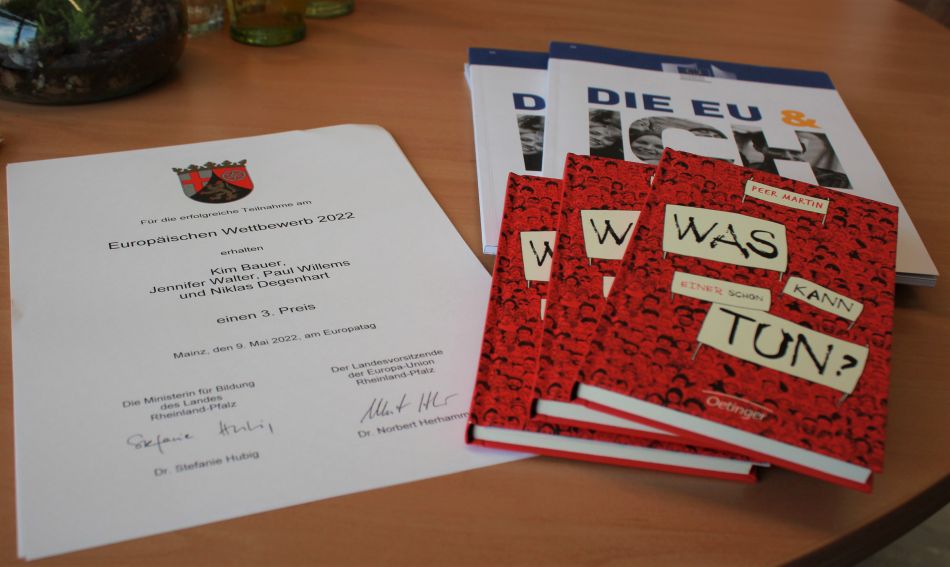 Für die erfolgreiche Teilnahme am
Europäischen Wettbewerb 2022
erhalten
Kim Bauer,
Jennifer Walter, Paul Willems
und Niklas Degenhart
einen 3. Preis
Mainz, den 9. Mai 2022, am Europatag
Die Ministerin für Bildung
des Landes
Rheinland-Pfalz
Stefanie Hubig
Dr. Stefanie Hubig
Der Landesvorsitzende
der Europa-Union
Rheinland-Pfalz
Dr. Norbert Herhamm
DI
DIE EU &
ICH
W
W
PEER MARTIN
WAS
KANN
EINER SCHON
TUN?
Oetinger